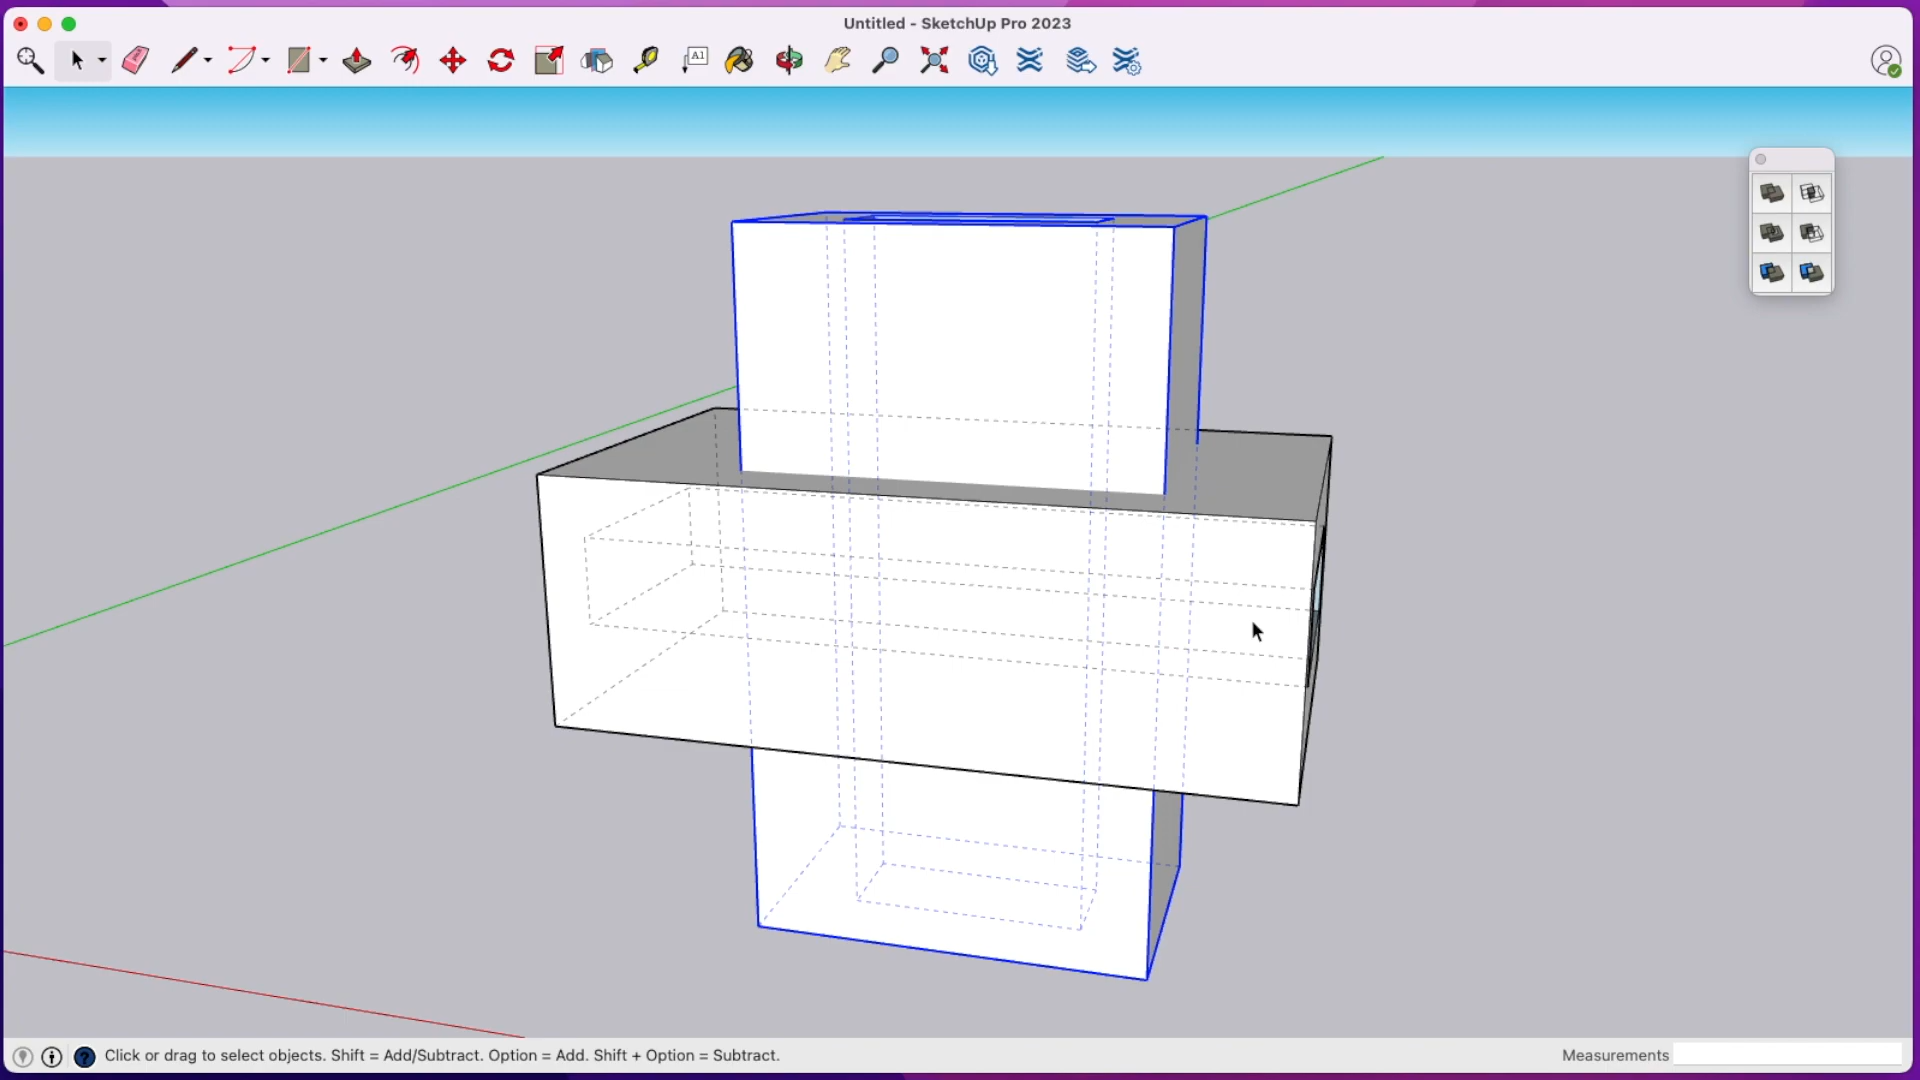 Untitled - SketchUp Pro 2023
A1
Click or drag to select objects. Shift = Add/Subtract. Option = Add. Shift + Option = Subtract.
Measurements